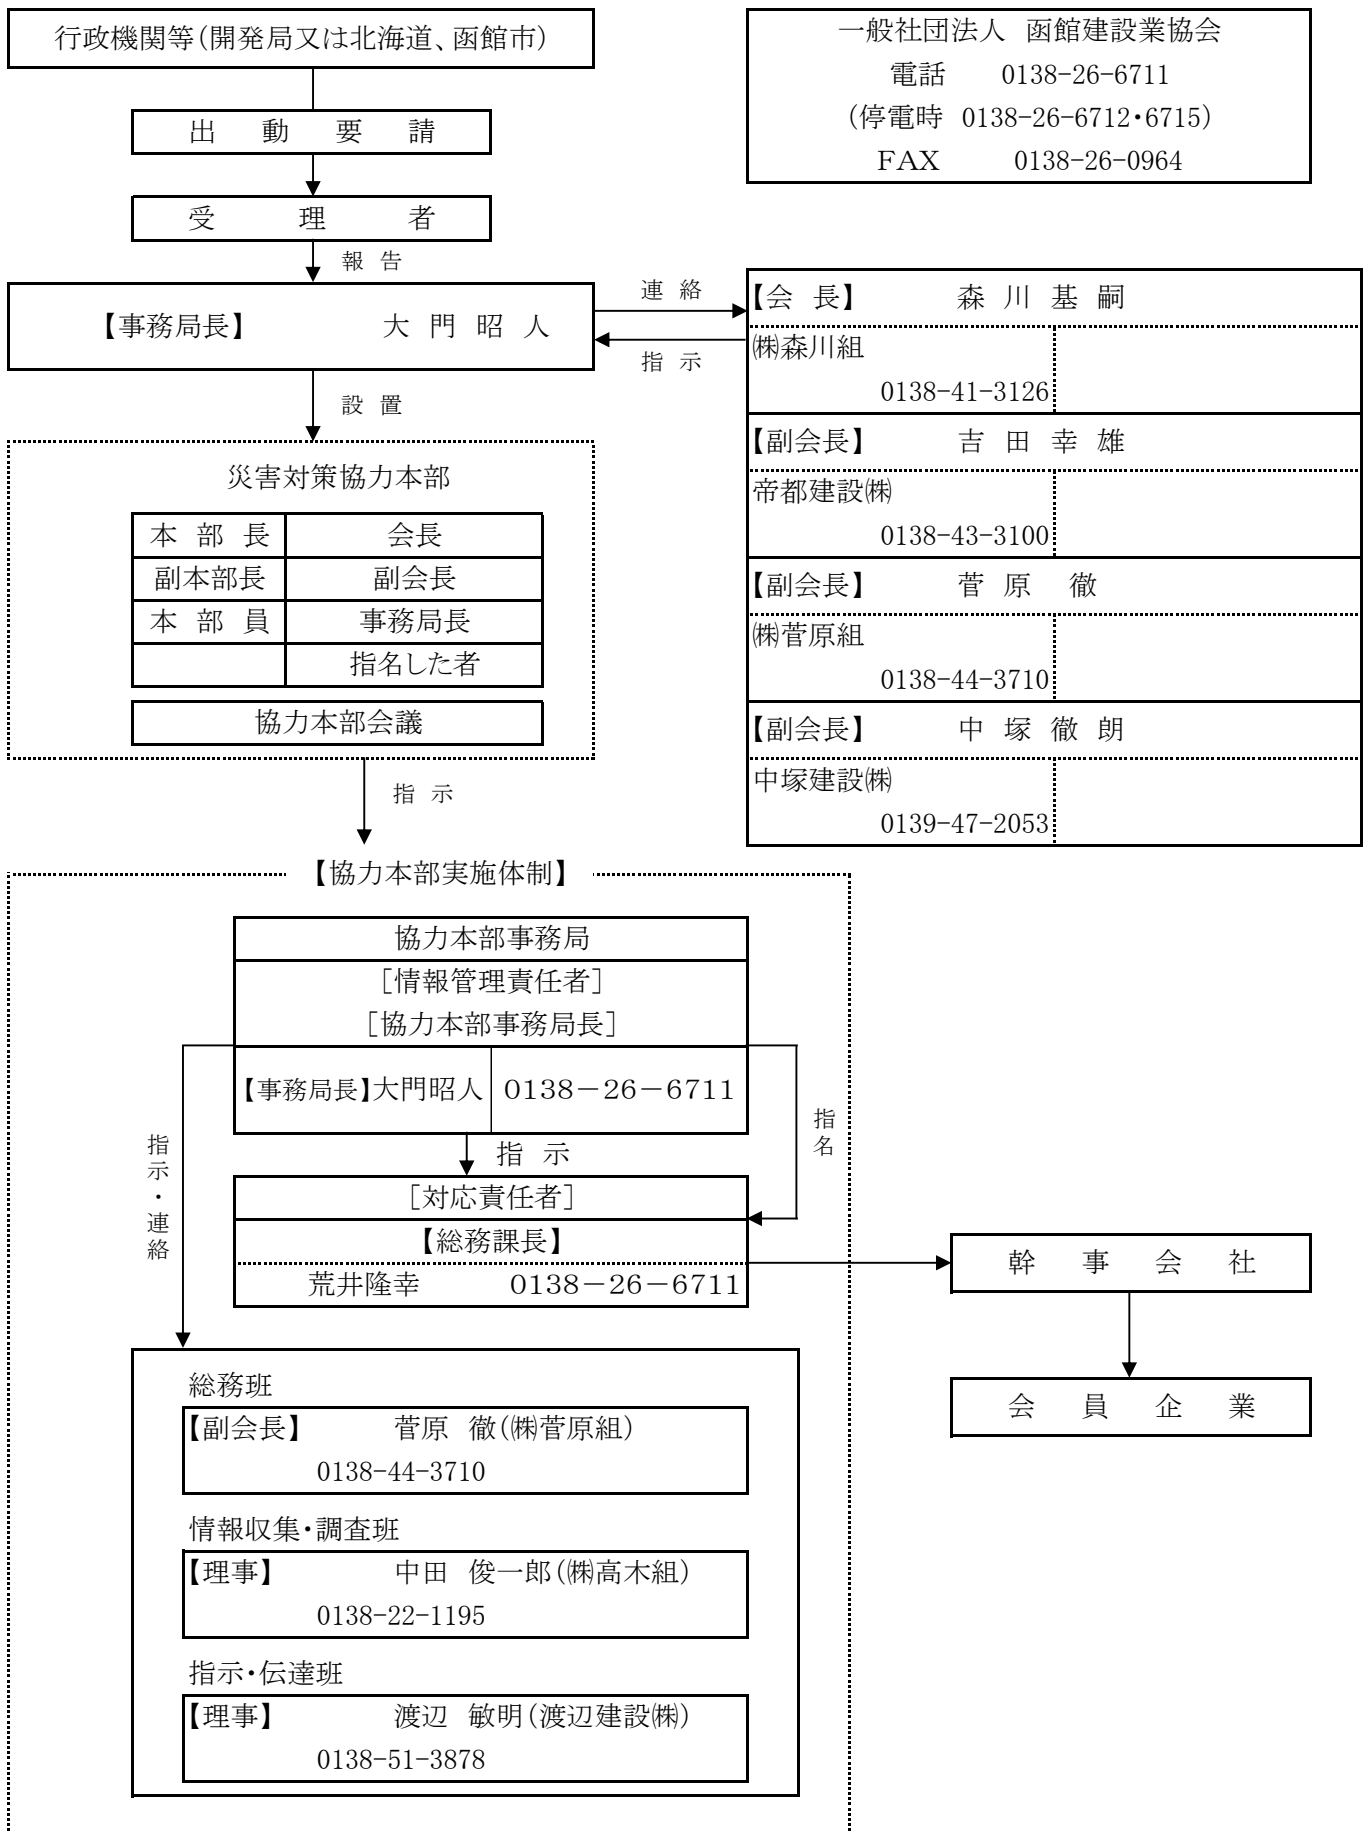 行政機関等(開発局又は北海道、函館市)
出 動 要 請
受 理 者
報 告
【事務局長】 大 門 昭 人
設 置
一般社団法人 函館建設業協会
電話 0138-26-6711
(停電時 0138-26-6712・6715)
FAX 0138-26-0964
連 絡
指 示
【会 長】 森 川 基 嗣
㈱森川組
0138-41-3126
【副会長】 吉 田 幸 雄
帝都建設㈱
0138-43-3100
【副会長】 菅 原 徹
㈱菅原組
0138-44-3710
【副会長】 中 塚 徹 朗
中塚建設㈱
0139-47-2053
災害対策協力本部
本 部 長 会長
副本部長 副会長
本 部 員 事務局長
指名した者
協力本部会議
指 示
【協力本部実施体制】
協力本部事務局
[情報管理責任者]
[協力本部事務局長]
【事務局長】大門昭人 0138-26-6711
指 示
指名
指示・連絡
[対応責任者]
【総務課長】
荒井隆幸 0138-26-6711
幹 事 会 社
会 員 企 業
総務班
【副会長】 菅原 徹(㈱菅原組)
0138-44-3710
情報収集・調査班
【理事】 中田 俊一郎(㈱高木組)
0138-22-1195
指示・伝達班
【理事】 渡辺 敏明(渡辺建設㈱)
0138-51-3878